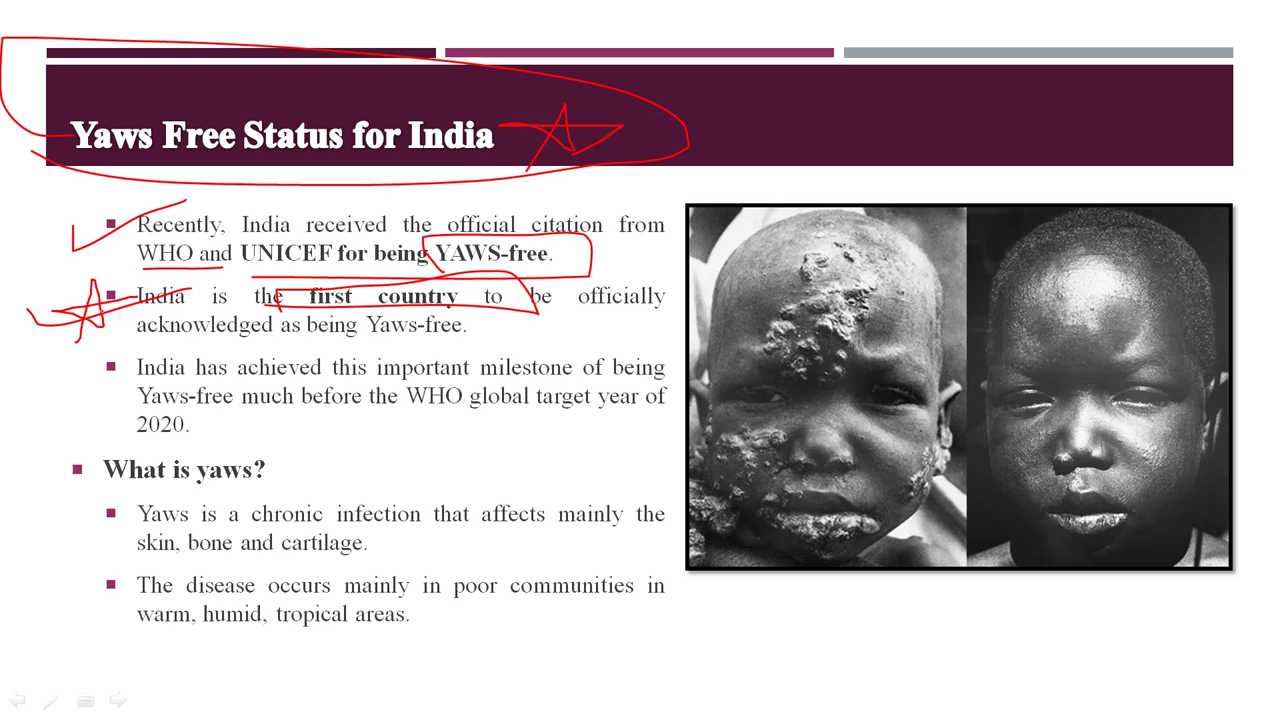 Yaws Free Status for India
Recently, India received the official citation from
WHO and UNICEF for being YAWS-free.
India is the first country to be officially
acknowledged as being Yaws-free.
India has achieved this important milestone of being
Yaws-free much before the WHO global target year of
2020.
What is yaws?
Yaws is a chronic infection that affects mainly the
skin, bone and cartilage.
The disease occurs mainly in poor communities in
warm, humid, tropical areas.